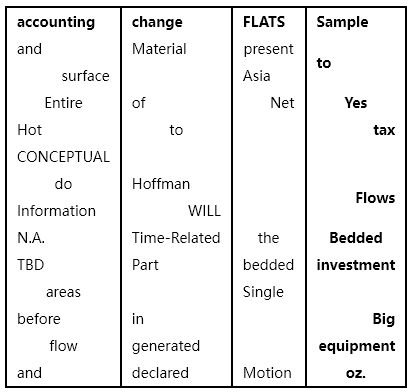 accounting change FLATS Sample
and Material present
to
surface Asia
Entire of Net Yes
Hot to tax
CONCEPTUAL
do Hoffman
Flows
Information WILL
N.A. Time-Related the Bedded
TBD Part bedded investment
areas Single
before in Big
flow generated equipment
and declared Motion oz.